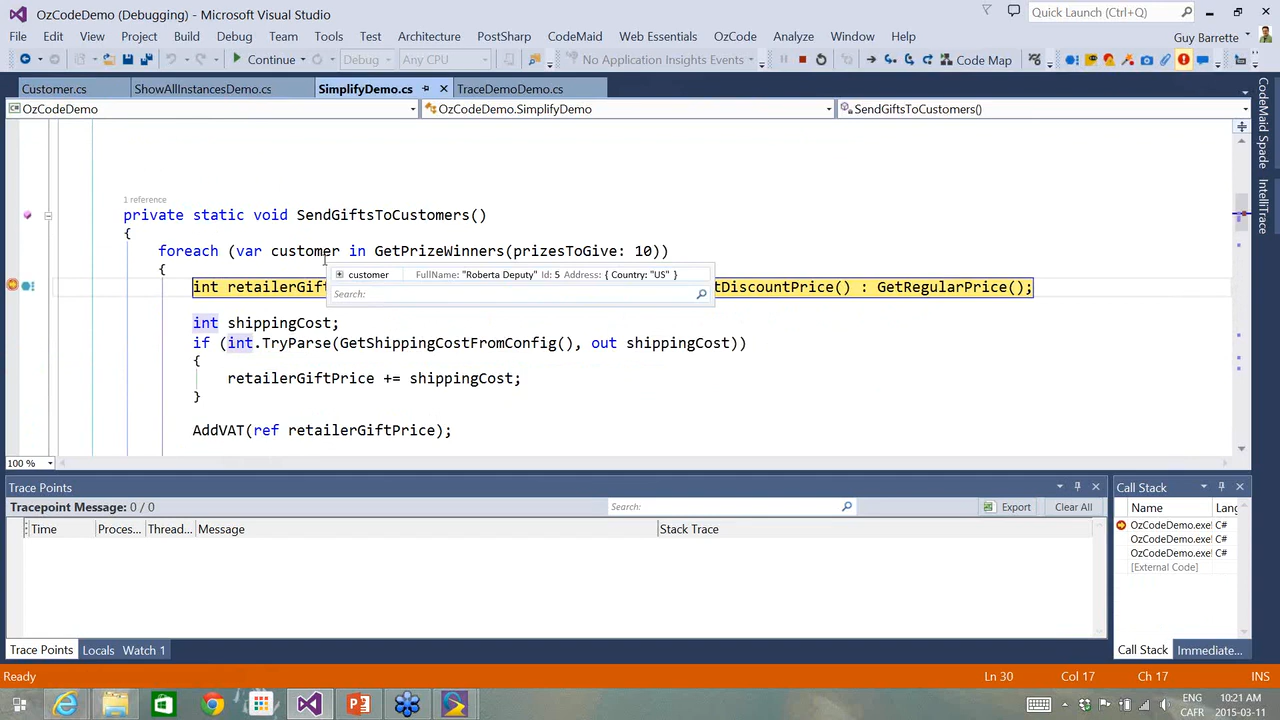 OzCodeDemo (Debugging) - Microsoft Visual Studio
Quick Launch (Ctrl+Q)
File Edit View Project Build Debug Team Tools Test Architecture PostSharp CodeMaid Web Essentials OzCode Analyze Window Help
Guy Barrette
Continue Debug Any CPU No Application Insights Events Code Map
Customer.cs ShowAllInstancesDemo.cs SimplifyDemo.cs TraceDemoDemo.cs
OzCodeDemo OzCodeDemo.SimplifyDemo SendGiftsToCustomers()
CodeMaid Spade
IntelliTrace
1 reference
private static void SendGiftsToCustomers()
{
foreach (var customer in GetPrizeWinners(prizesToGive: 10))
{
customer FullName: "Roberta Deputy" Id: 5 Address: { Country: "US" }
int retailerGift tDiscountPrice() : GetRegularPrice();
Search:
int shippingCost;
if (int.TryParse(GetShippingCostFromConfig(), out shippingCost))
{
retailerGiftPrice += shippingCost;
}
AddVAT(ref retailerGiftPrice);
100 %
Trace Points
Tracepoint Message: 0 / 0 Search: Export Clear All
Time Proces... Thread... Message Stack Trace
Call Stack
Name Lang
OzCodeDemo.exe! C#
OzCodeDemo.exe! C#
OzCodeDemo.exe! C#
[External Code]
Trace Points Locals Watch 1
Call Stack Immediate...
Ready Ln 30 Col 17 Ch 17 INS
ENG
CAFR
10:21 AM
2015-03-11